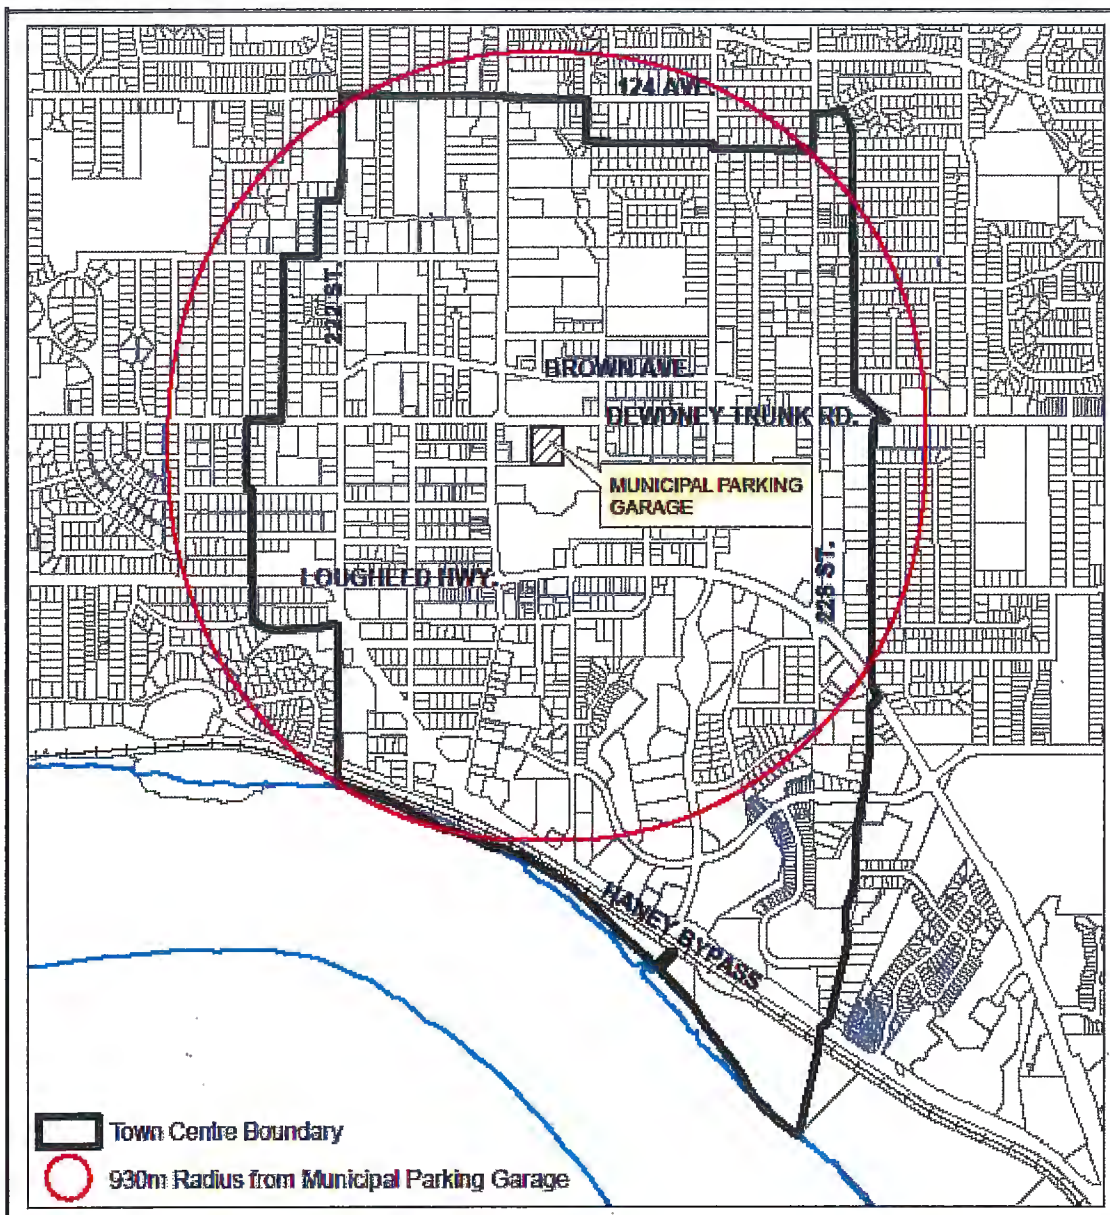 124 AVE
222 ST.
BROWN AVE.
DEWDNEY TRUNK RD.
MUNICIPAL PARKING
GARAGE
LOUGHEED HWY.
228 ST.
HANEY BYPASS
Town Centre Boundary
930m Radius from Municipal Parking Garage